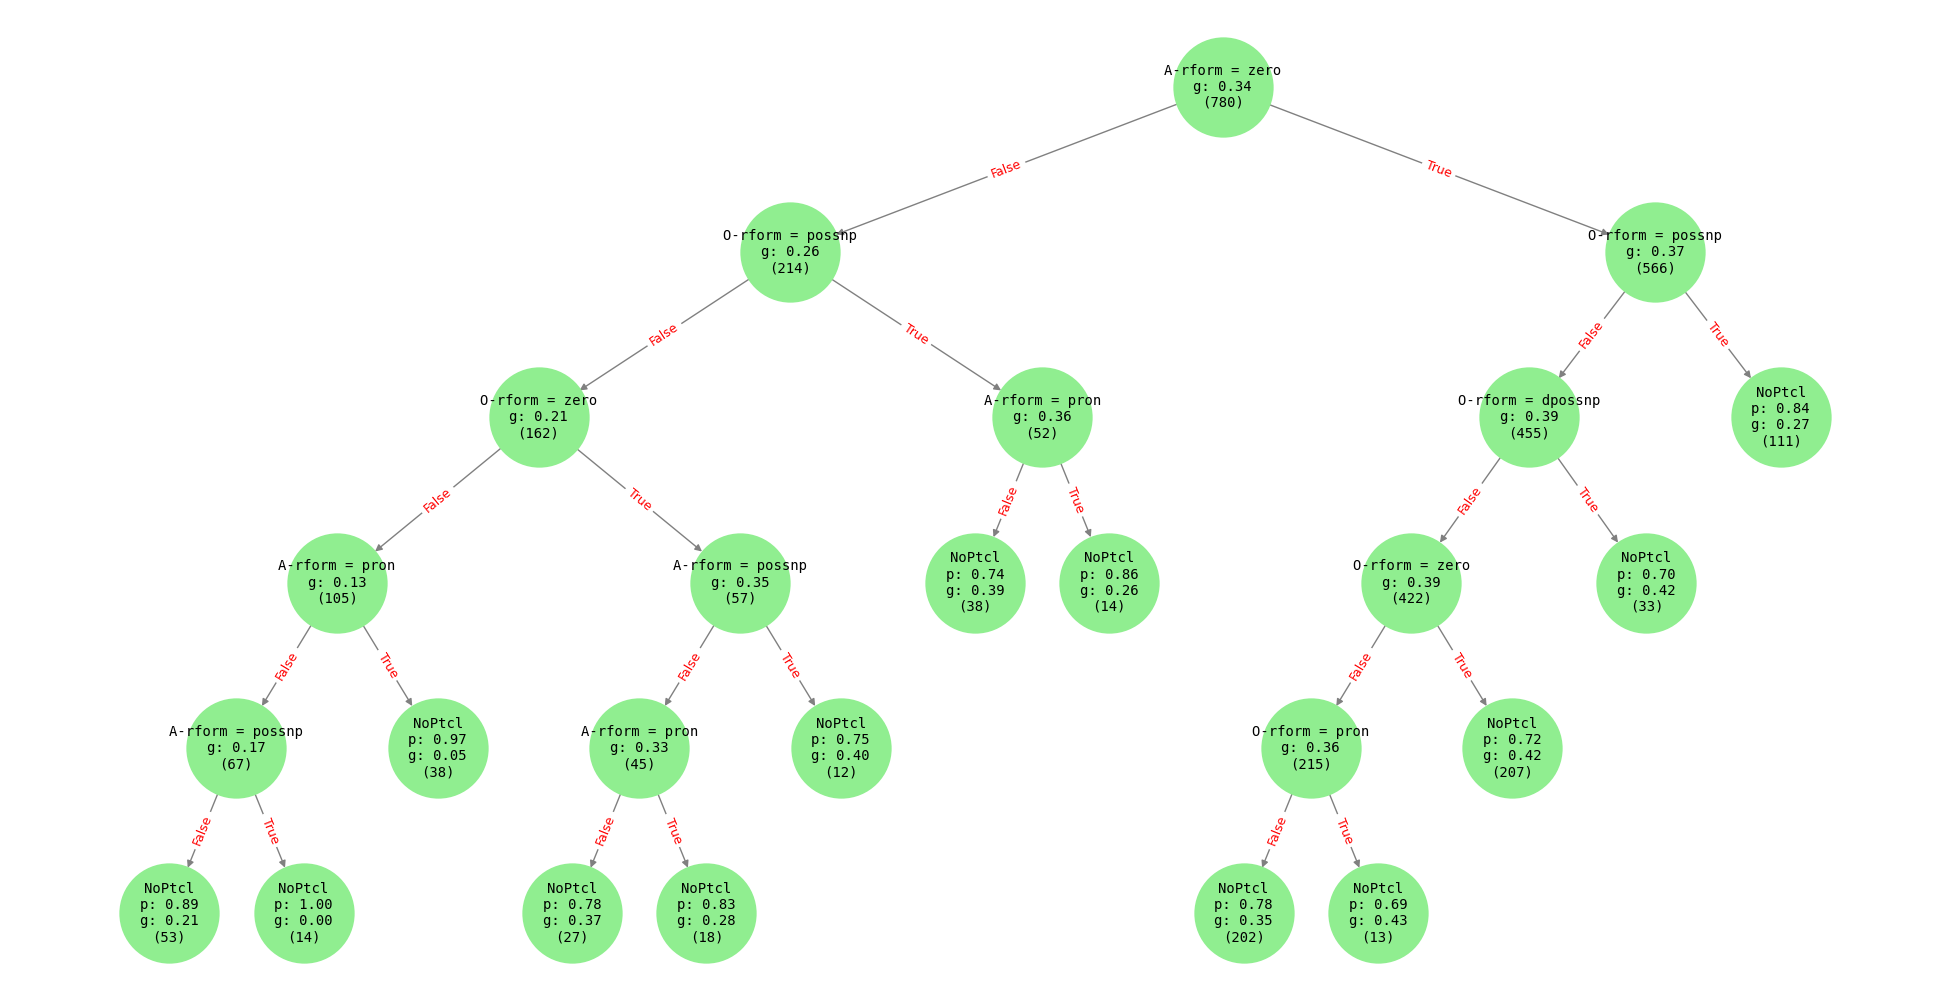 A-rform = zero
g: 0.34
(780)
False
True
O-rform = possnp
g: 0.26
(214)
O-rform = possnp
g: 0.37
(566)
False
True
False
True
O-rform = zero
g: 0.21
(162)
A-rform = pron
g: 0.36
(52)
O-rform = dpossnp
g: 0.39
(455)
NoPtcl
p: 0.84
g: 0.27
(111)
False
True
False
True
False
True
A-rform = pron
g: 0.13
(105)
A-rform = possnp
g: 0.35
(57)
NoPtcl
p: 0.74
g: 0.39
(38)
NoPtcl
p: 0.86
g: 0.26
(14)
O-rform = zero
g: 0.39
(422)
NoPtcl
p: 0.70
g: 0.42
(33)
False
True
False
True
False
True
A-rform = possnp
g: 0.17
(67)
NoPtcl
p: 0.97
g: 0.05
(38)
A-rform = pron
g: 0.33
(45)
NoPtcl
p: 0.75
g: 0.40
(12)
O-rform = pron
g: 0.36
(215)
NoPtcl
p: 0.72
g: 0.42
(207)
False
True
False
True
False
True
NoPtcl
p: 0.89
g: 0.21
(53)
NoPtcl
p: 1.00
g: 0.00
(14)
NoPtcl
p: 0.78
g: 0.37
(27)
NoPtcl
p: 0.83
g: 0.28
(18)
NoPtcl
p: 0.78
g: 0.35
(202)
NoPtcl
p: 0.69
g: 0.43
(13)